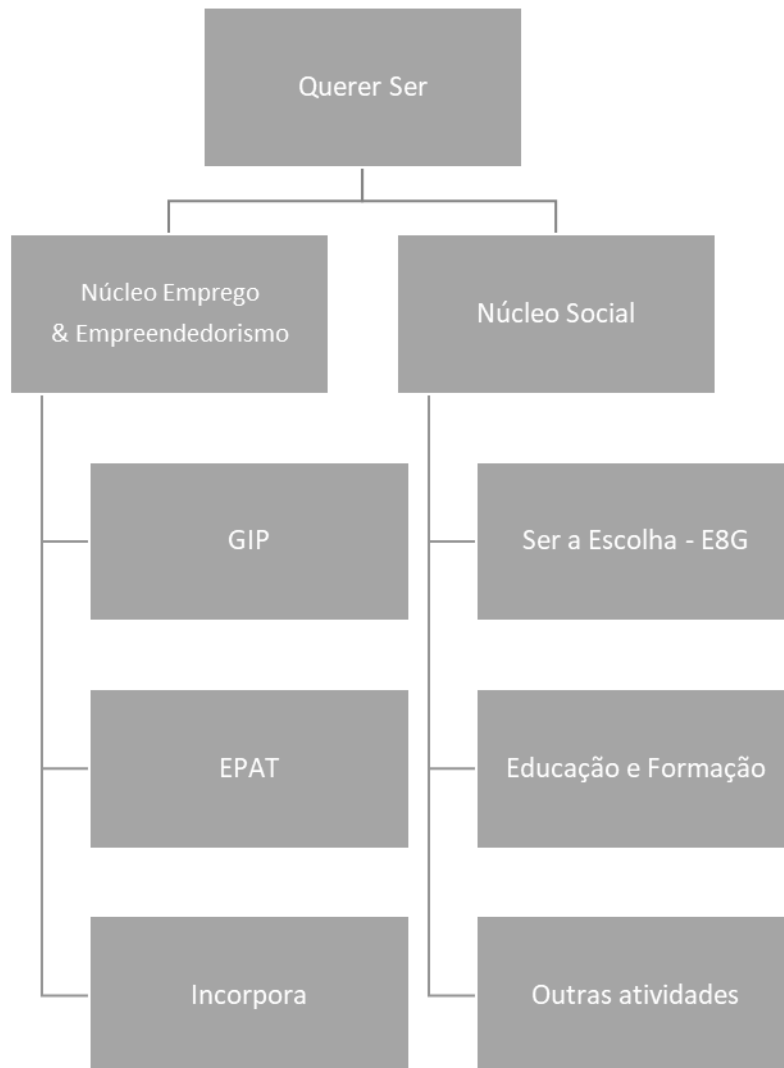 Querer Ser
Núcleo Emprego
& Empreendedorismo
Núcleo Social
GIP
Ser a Escolha - E8G
EPAT
Educação e Formação
Incorpora
Outras atividades